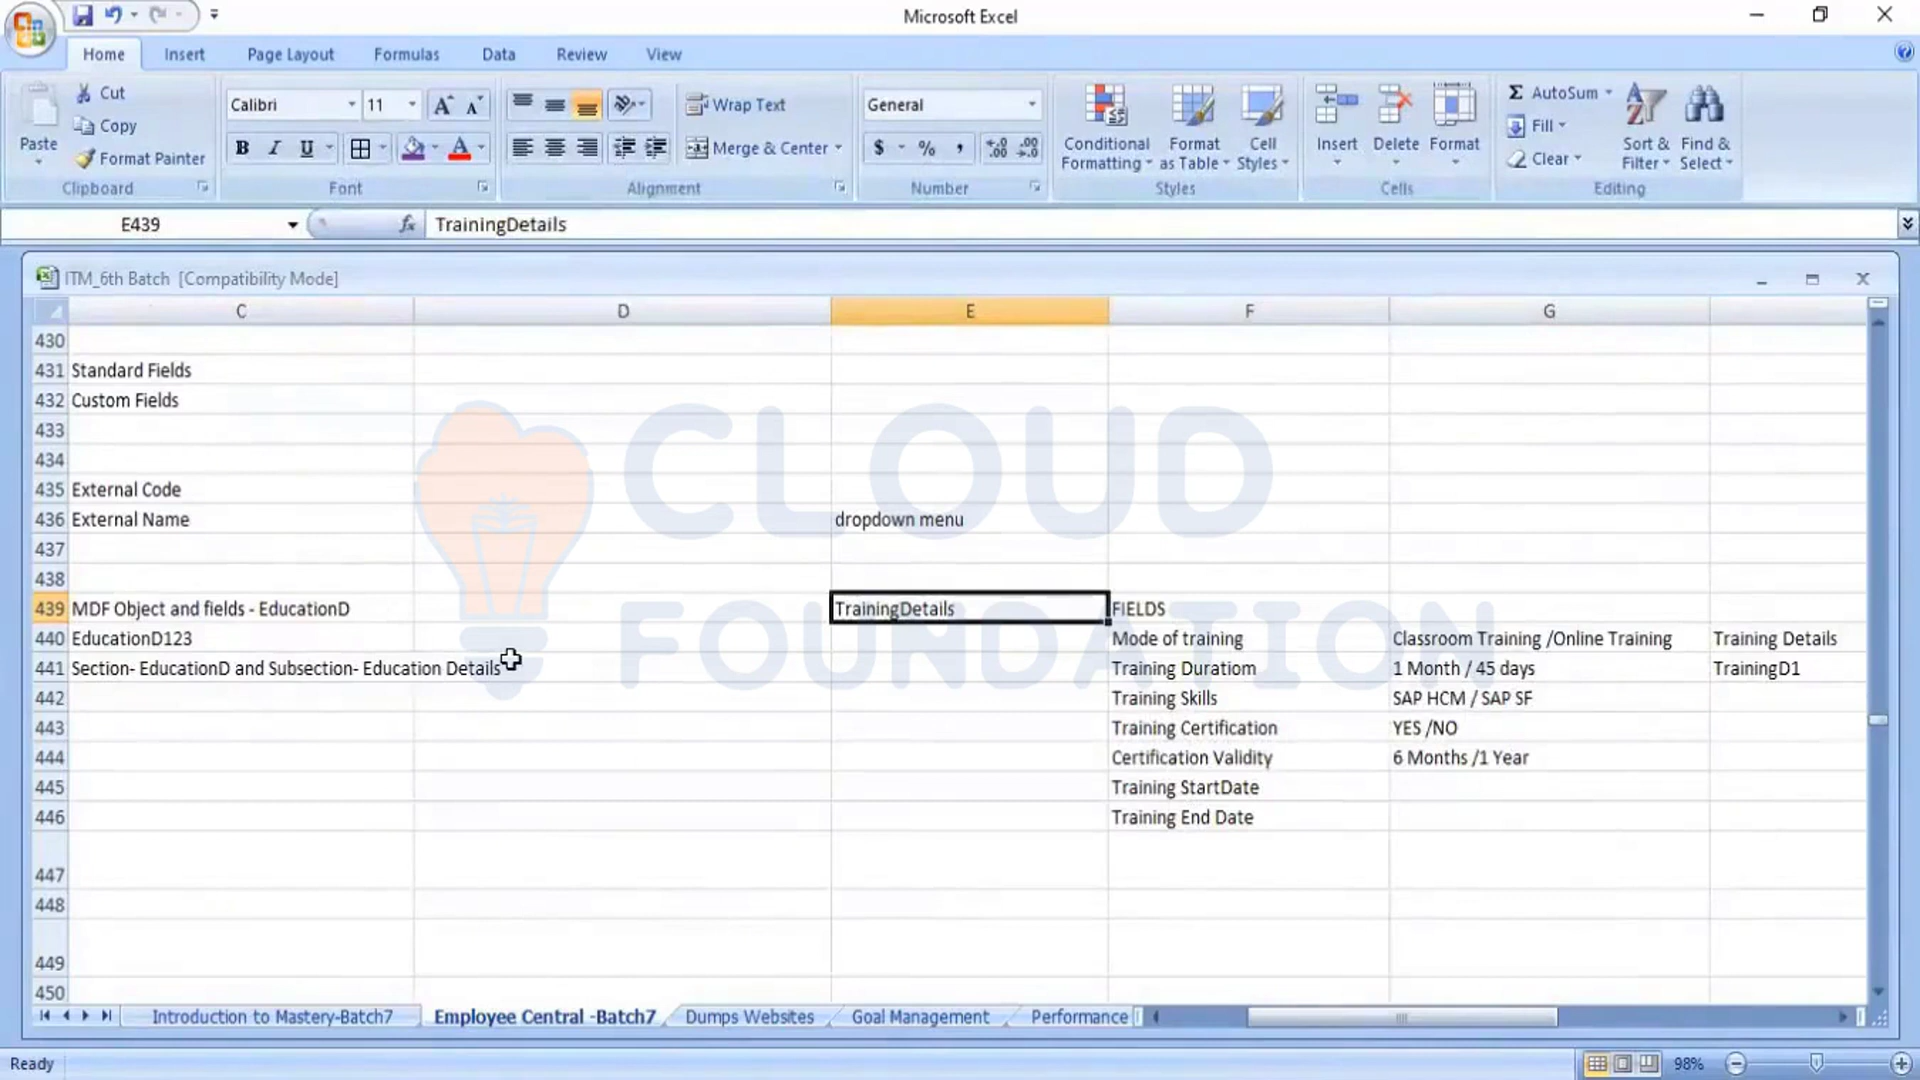 Microsoft Excel
Home Insert Page Layout Formulas Data Review View
Paste
Cut
Copy
Format Painter
Clipboard
Calibri 11
B I U
Font
Wrap Text
Merge & Center
Alignment
General
$ % ,
Number
Conditional Formatting
Format as Table
Cell Styles
Styles
Insert Delete Format
Cells
Σ AutoSum
Fill
Clear
Sort & Filter
Find & Select
Editing
E439 fx TrainingDetails
ITM_6th Batch [Compatibility Mode]
C D E F G
430
431 Standard Fields
432 Custom Fields
433
434
435 External Code
436 External Name dropdown menu
437
438
439 MDF Object and fields - EducationD TrainingDetails FIELDS
440 EducationD123 Mode of training Classroom Training /Online Training Training Details
441 Section- EducationD and Subsection- Education Details Training Duratiom 1 Month / 45 days TrainingD1
442 Training Skills SAP HCM / SAP SF
443 Training Certification YES /NO
444 Certification Validity 6 Months /1 Year
445 Training StartDate
446 Training End Date
447
448
449
450
CLOUD
FOUNDATION
Introduction to Mastery-Batch7 Employee Central -Batch7 Dumps Websites Goal Management Performance
Ready 98%